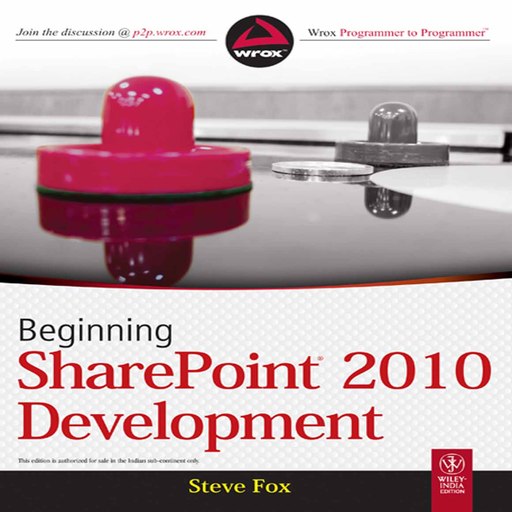 Join the discussion @ p2p.wrox.com
Wrox Programmer to Programmer™
wrox™
Beginning
SharePoint® 2010
Development
This edition is authorized for sale in the Indian sub-continent only.
Steve Fox
WILEY-
INDIA
EDITION